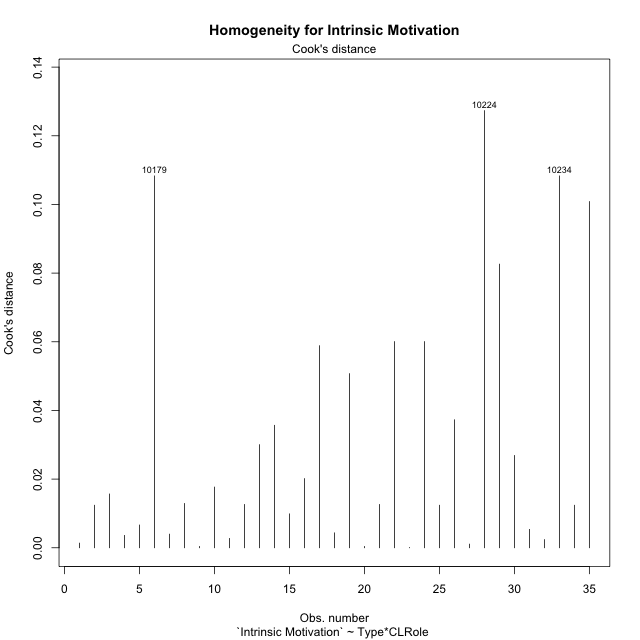 Homogeneity for Intrinsic Motivation
Cook's distance
0.14
0.12
0.10
0.08
0.06
0.04
0.02
0.00
Cook's distance
10179
10224
10234
0 5 10 15 20 25 30 35
Obs. number
`Intrinsic Motivation` ~ Type*CLRole